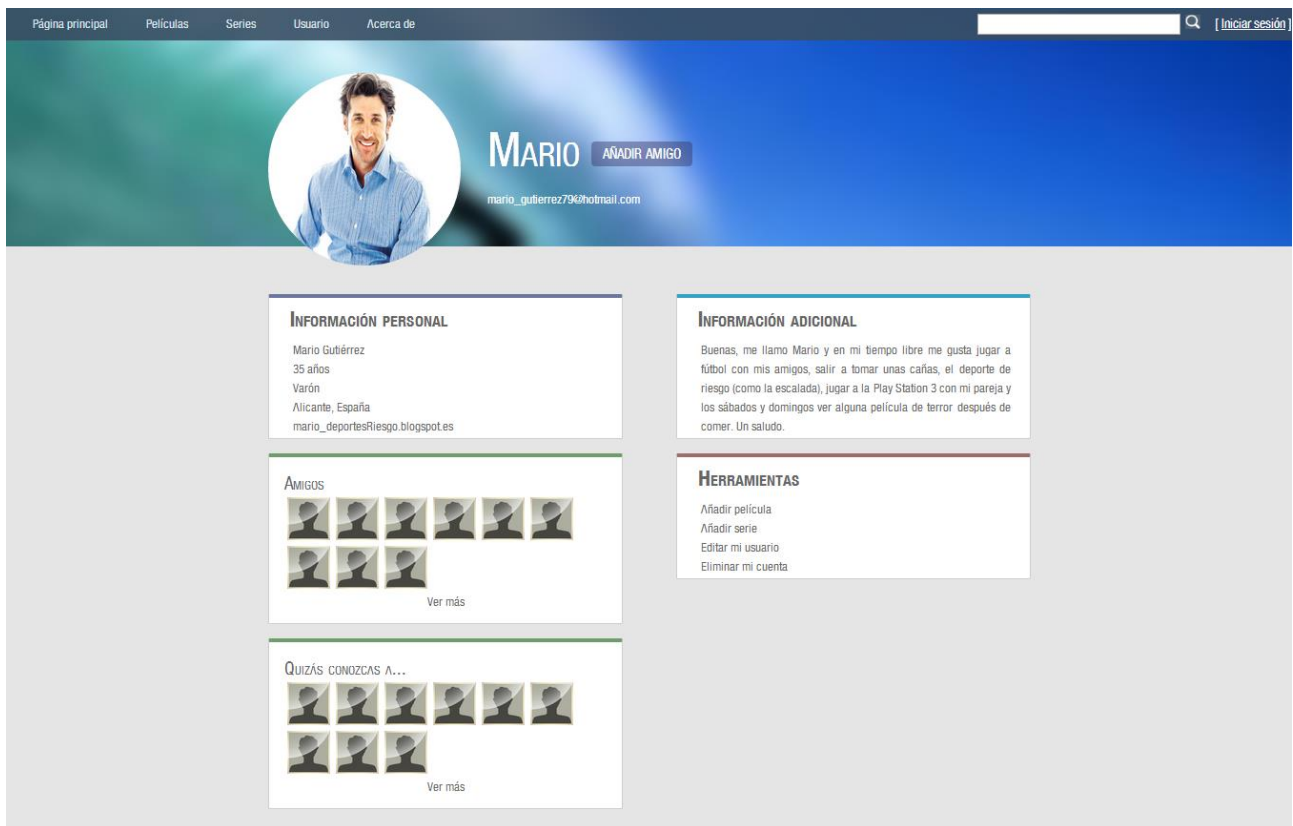 Página principal Películas Series Usuario Acerca de [ Iniciar sesión ]
MARIO AÑADIR AMIGO
mario_gutierrez79@hotmail.com
INFORMACIÓN PERSONAL
Mario Gutiérrez
35 años
Varón
Alicante, España
mario_deportesRiesgo.blogspot.es
INFORMACIÓN ADICIONAL
Buenas, me llamo Mario y en mi tiempo libre me gusta jugar a
fútbol con mis amigos, salir a tomar unas cañas, el deporte de
riesgo (como la escalada), jugar a la Play Station 3 con mi pareja y
los sábados y domingos ver alguna película de terror después de
comer. Un saludo.
AMIGOS
Ver más
HERRAMIENTAS
Añadir película
Añadir serie
Editar mi usuario
Eliminar mi cuenta
QUIZÁS CONOZCAS A...
Ver más